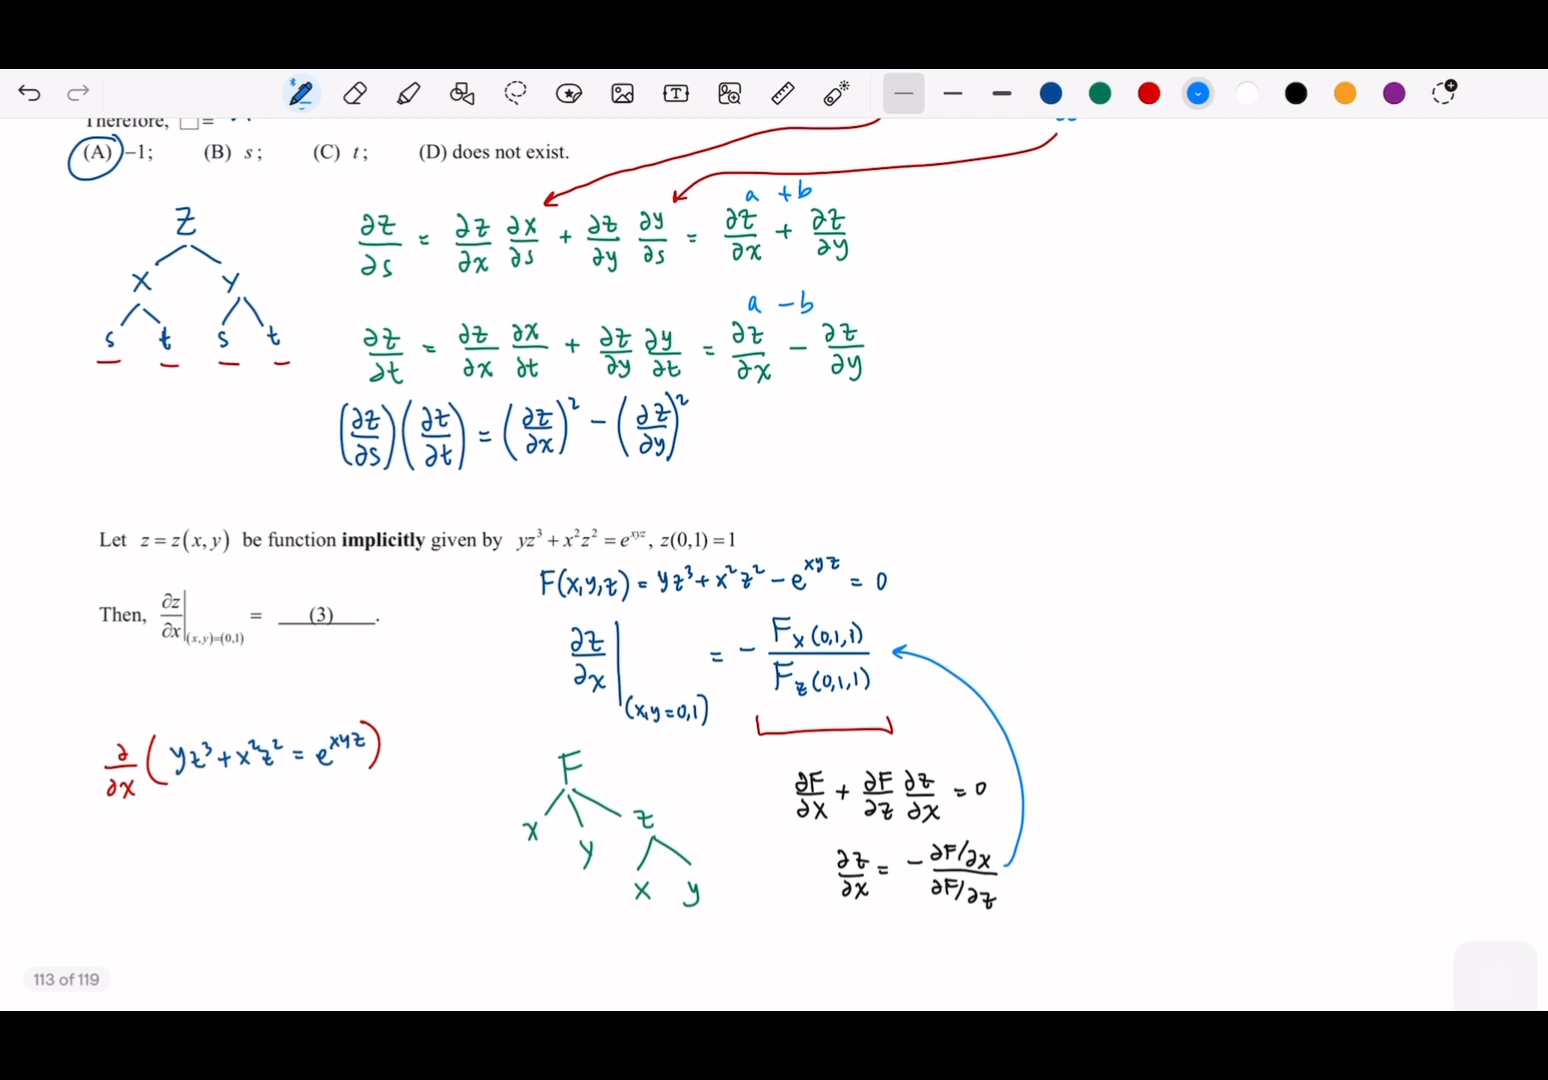 Therefore, □=
(A) −1; (B) s; (C) t; (D) does not exist.
Z
x y
s t s t
a + b
∂z/∂s = ∂z/∂x ∂x/∂s + ∂z/∂y ∂y/∂s = ∂z/∂x + ∂z/∂y
a − b
∂z/∂t = ∂z/∂x ∂x/∂t + ∂z/∂y ∂y/∂t = ∂z/∂x − ∂z/∂y
(∂z/∂s)(∂z/∂t) = (∂z/∂x)² − (∂z/∂y)²
Let z = z(x, y) be function implicitly given by yz³ + x²z² = e^{xyz}, z(0,1) = 1
F(x,y,z) = yz³ + x²z² − e^{xyz} = 0
Then, ∂z/∂x|_{(x,y)=(0,1)} = (3).
∂z/∂x|_{(x,y=0,1)} = − F_x(0,1,1) / F_z(0,1,1)
∂/∂x (yz³ + x²z² = e^{xyz})
F
x y z
x y
∂F/∂x + ∂F/∂z ∂z/∂x = 0
∂z/∂x = − (∂F/∂x) / (∂F/∂z)
113 of 119